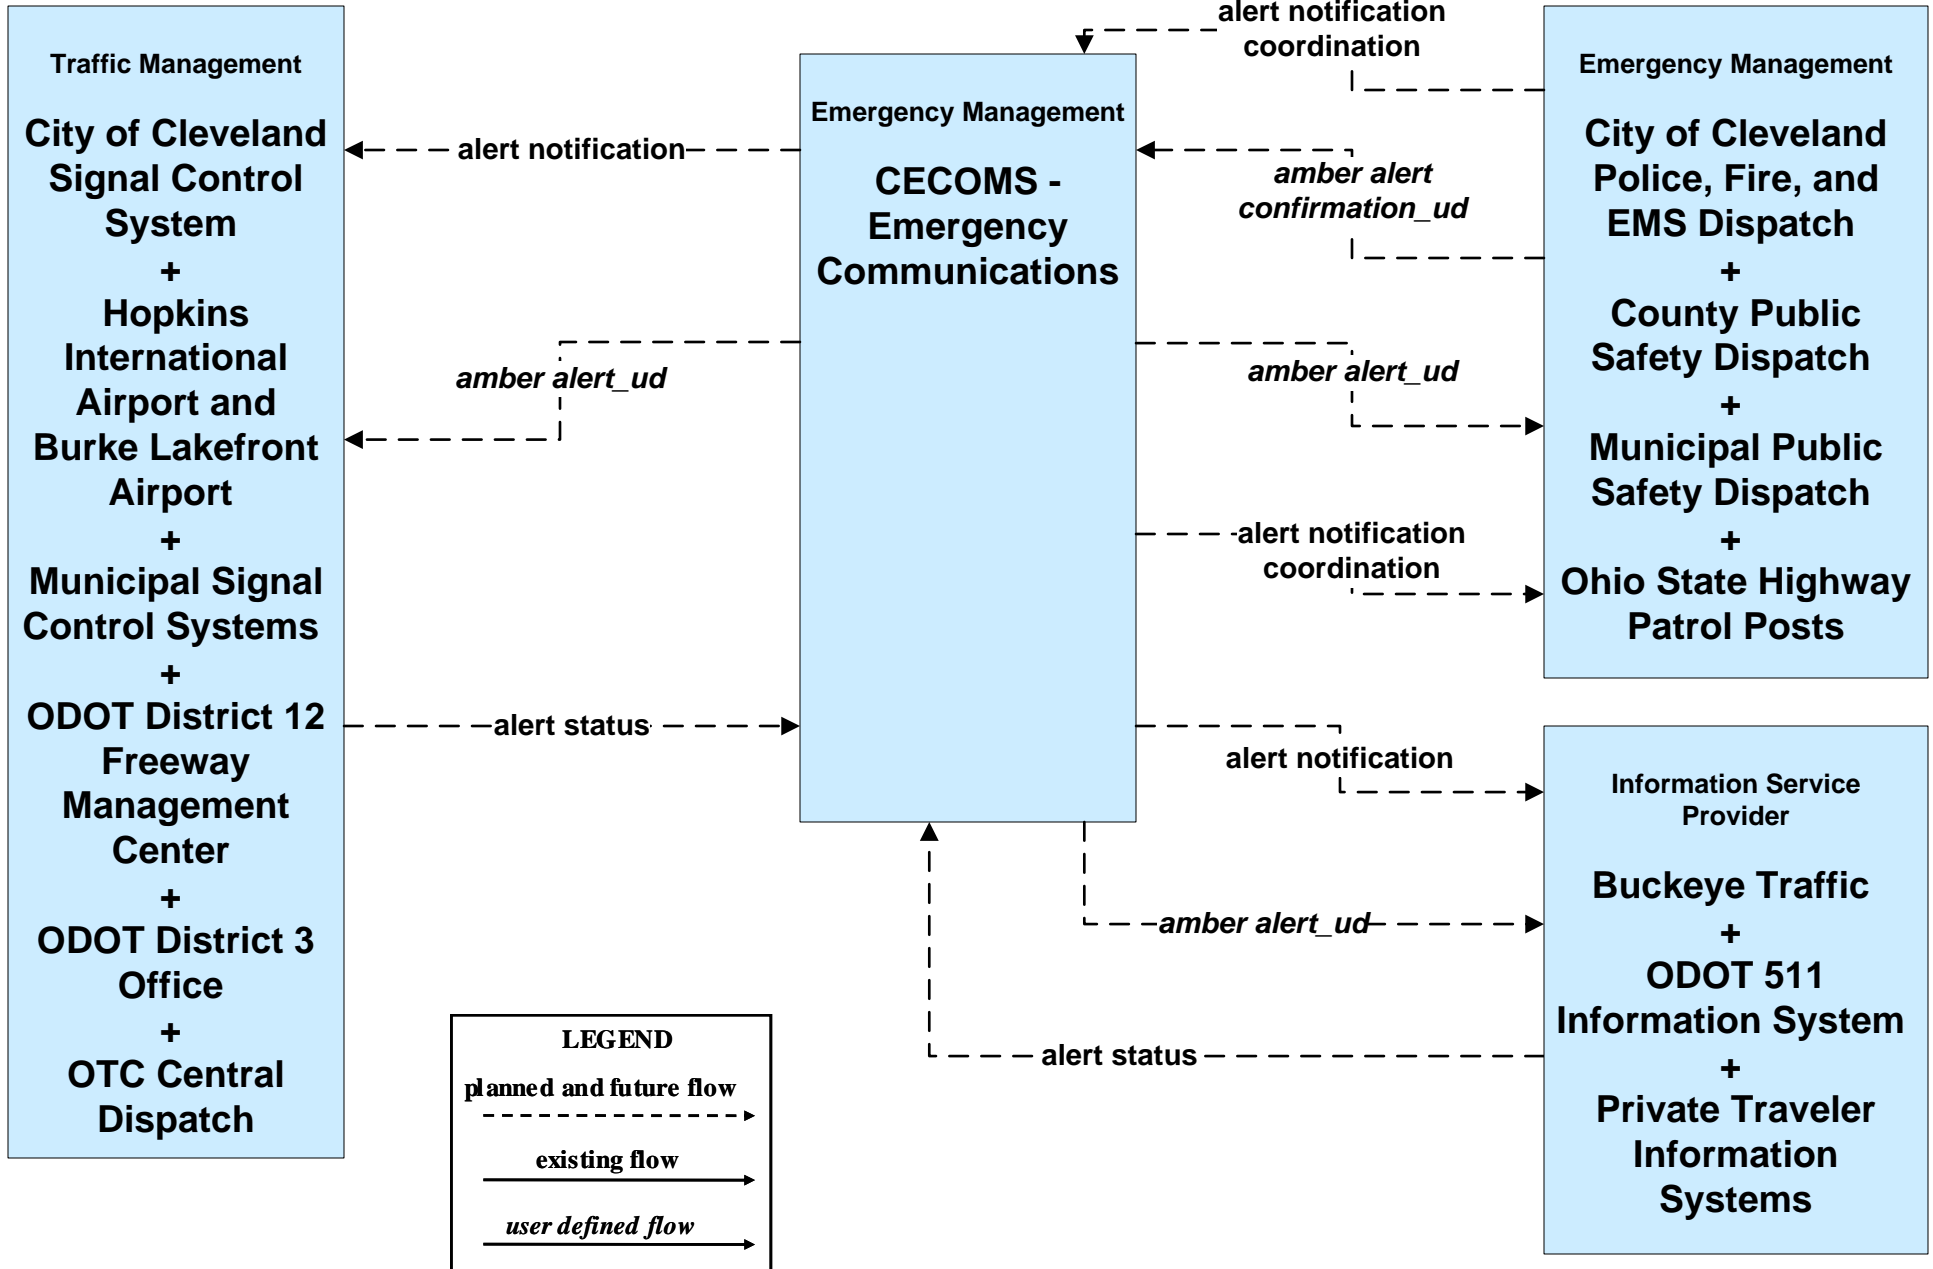 Traffic Management
City of Cleveland
Signal Control
System
+
Hopkins
International
Airport and
Burke Lakefront
Airport
+
Municipal Signal
Control Systems
+
ODOT District 12
Freeway
Management
Center
+
ODOT District 3
Office
+
OTC Central
Dispatch
alert notification
amber alert_ud
alert status
Emergency Management
CECOMS -
Emergency
Communications
alert notification
coordination
amber alert
confirmation_ud
amber alert_ud
alert notification
coordination
alert notification
amber alert_ud
alert status
Emergency Management
City of Cleveland
Police, Fire, and
EMS Dispatch
+
County Public
Safety Dispatch
+
Municipal Public
Safety Dispatch
+
Ohio State Highway
Patrol Posts
Information Service
Provider
Buckeye Traffic
+
ODOT 511
Information System
+
Private Traveler
Information
Systems
LEGEND
planned and future flow
existing flow
user defined flow